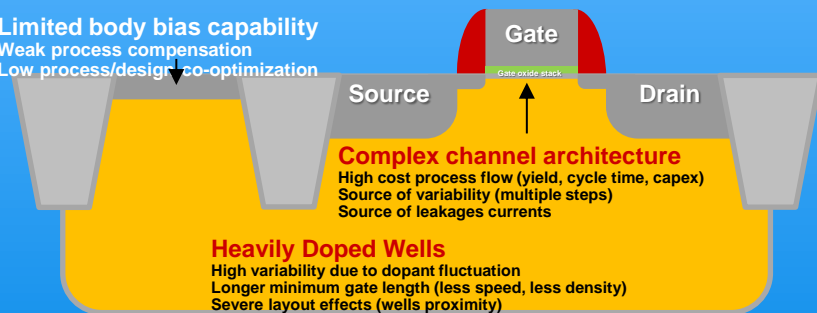 Limited body bias capability
Weak process compensation
Low process/design co-optimization
Gate
Gate oxide stack
Source
Drain
Complex channel architecture
High cost process flow (yield, cycle time, capex)
Source of variability (multiple steps)
Source of leakages currents
Heavily Doped Wells
High variability due to dopant fluctuation
Longer minimum gate length (less speed, less density)
Severe layout effects (wells proximity)